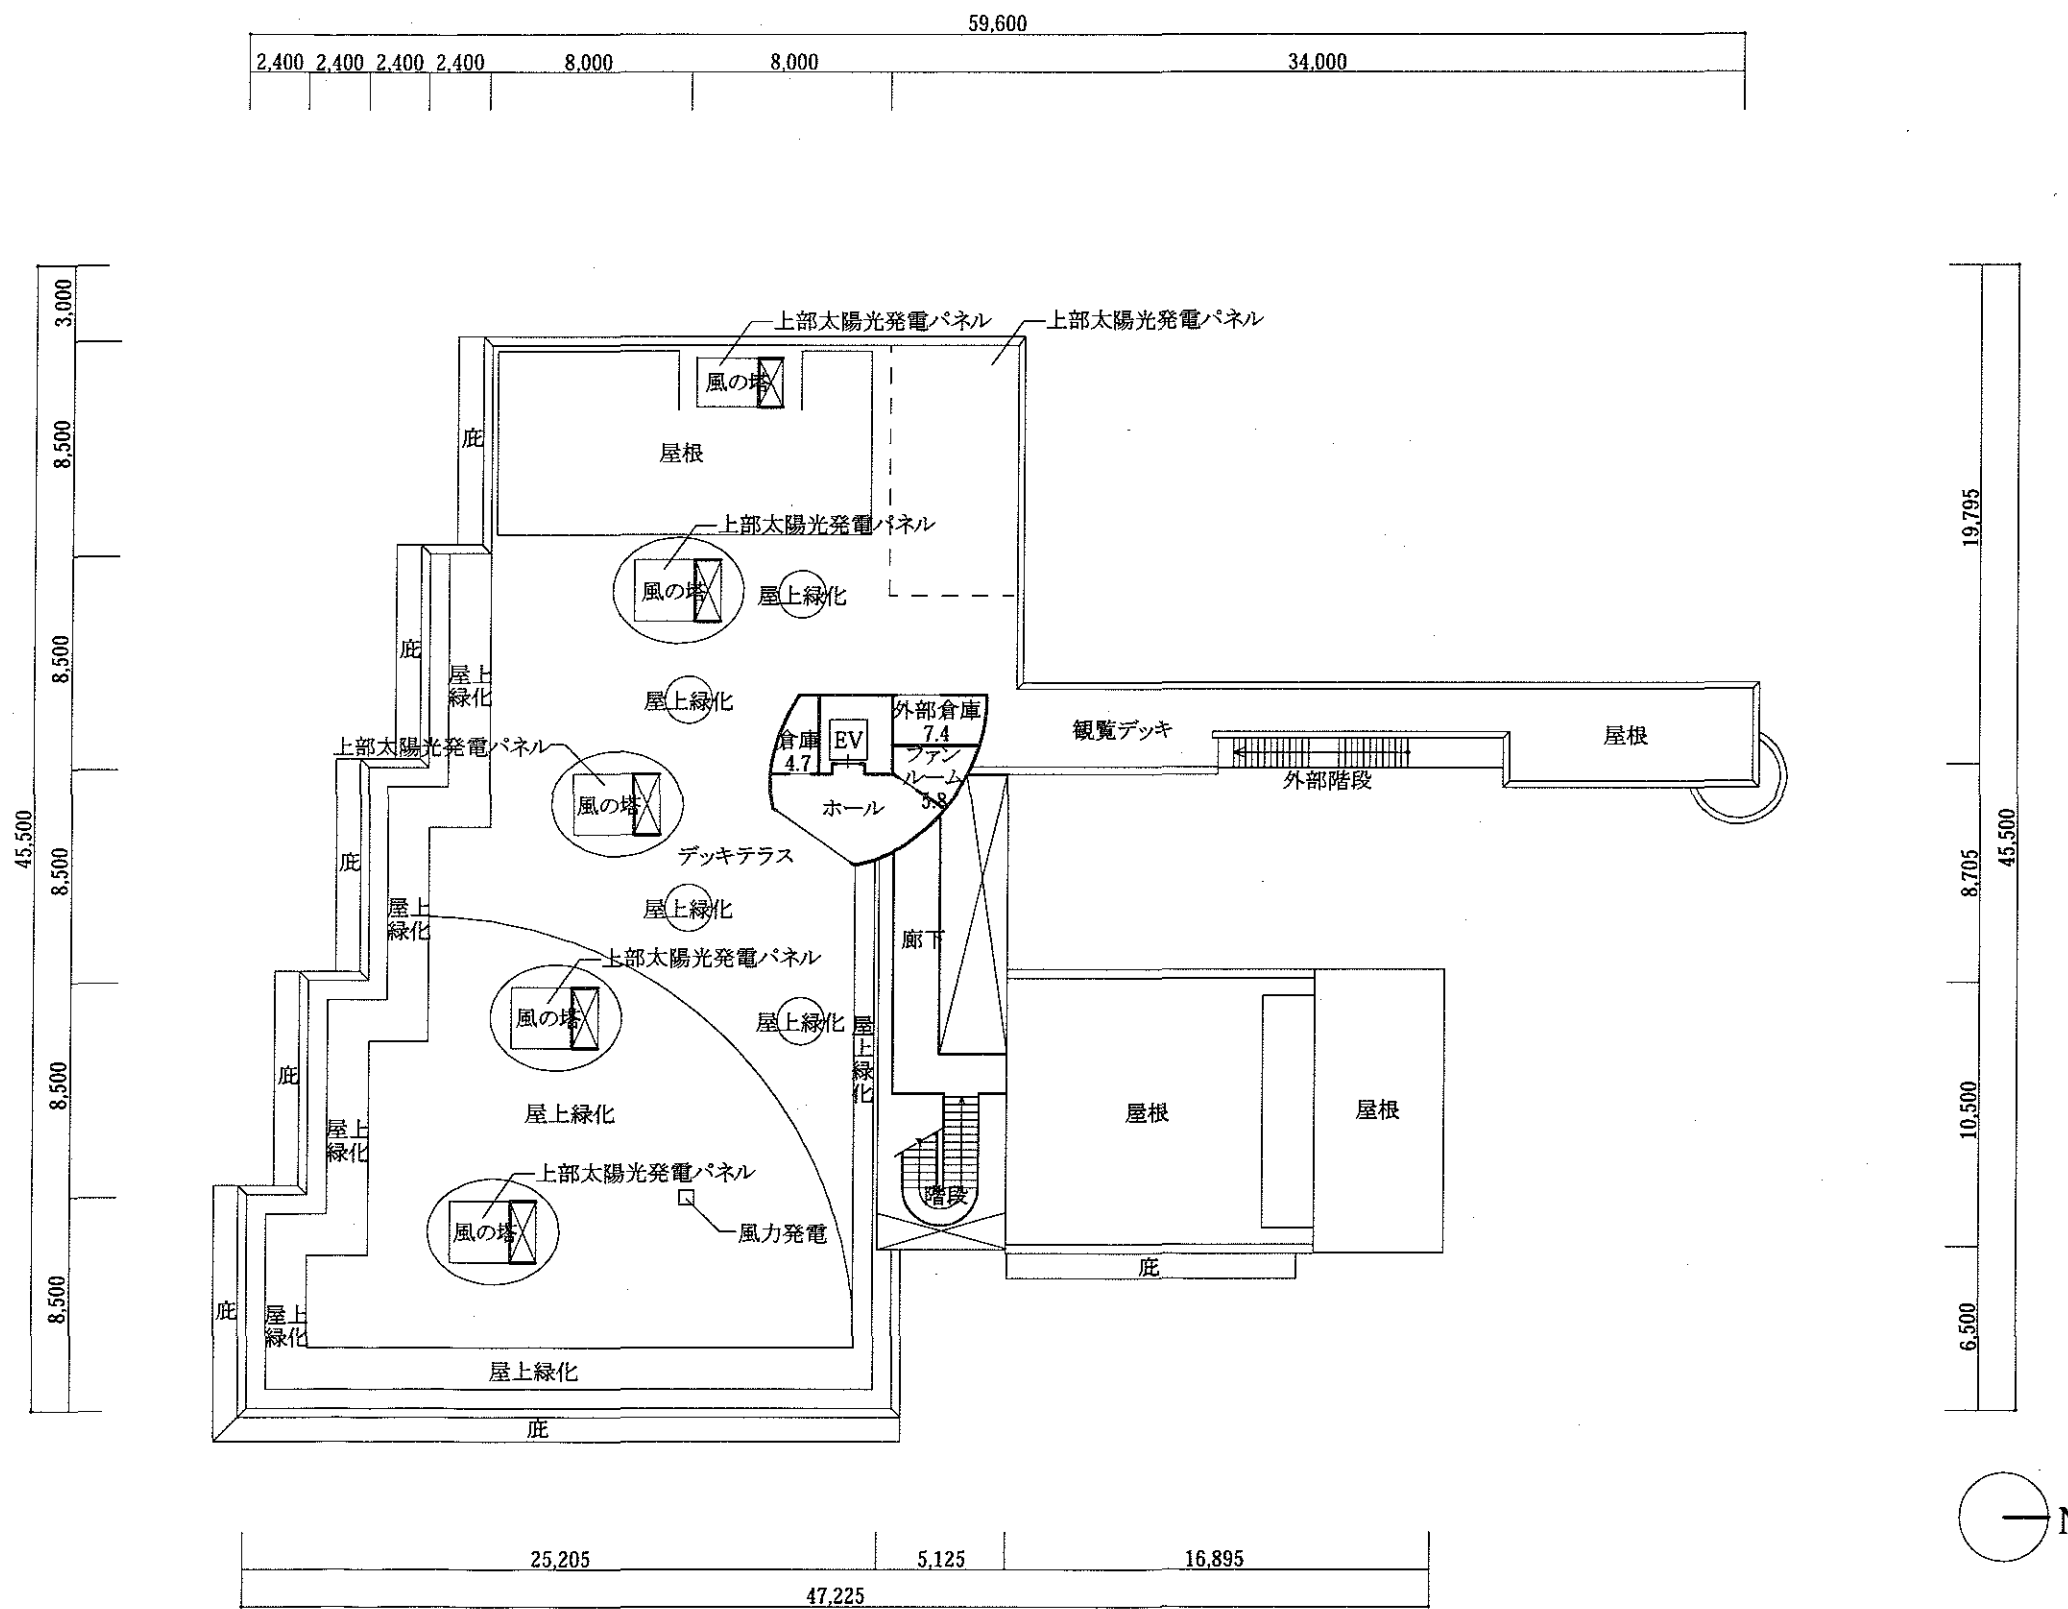 59,600
2,400 2,400 2,400 2,400 8,000 8,000 34,000
3,000
8,500
8,500
8,500
8,500
8,500
45,500
19,795
8,705
10,500
6,500
45,500
上部太陽光発電パネル
上部太陽光発電パネル
風の塔
庇
屋根
上部太陽光発電パネル
風の塔
屋上緑化
庇
屋上
緑化
屋上緑化
外部倉庫
7.4
倉庫
4.7
EV
ファン
ルーム
5.8
ホール
観覧デッキ
屋根
外部階段
上部太陽光発電パネル
風の塔
庇
デッキテラス
屋上
緑化
屋上緑化
廊下
上部太陽光発電パネル
風の塔
屋上緑化
屋上緑化
庇
屋上緑化
屋上
緑化
屋根
屋根
上部太陽光発電パネル
風の塔
風力発電
階段
庇
庇
屋上
緑化
屋上緑化
庇
N
25,205 5,125 16,895
47,225